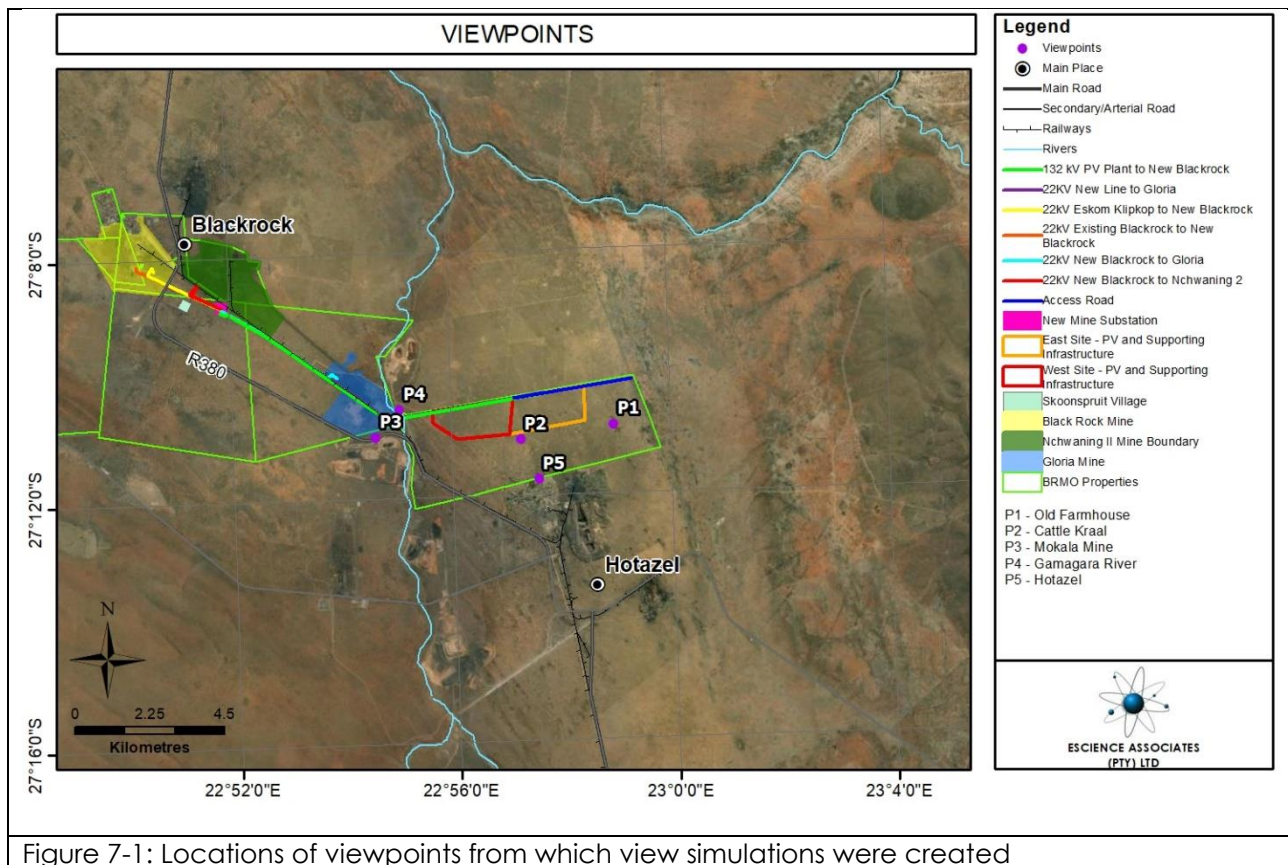 VIEWPOINTS
Blackrock
R380
P4
P3
P2
P1
P5
Hotazel
27°8'0"S
27°12'0"S
27°16'0"S
N
0 2.25 4.5
Kilometres
22°52'0"E
22°56'0"E
23°0'0"E
23°4'0"E
Legend
Viewpoints
Main Place
Main Road
Secondary/Arterial Road
Railways
Rivers
132 kV PV Plant to New Blackrock
22kV New Line to Gloria
22kV Eskom Klipkop to New Blackrock
22kV Existing Blackrock to New
Blackrock
22kV New Blackrock to Gloria
22kV New Blackrock to Nchwaning 2
Access Road
New Mine Substation
East Site - PV and Supporting
Infrastructure
West Site - PV and Supporting
Infrastructure
Skoonspruit Village
Black Rock Mine
Nchwaning II Mine Boundary
Gloria Mine
BRMO Properties
P1 - Old Farmhouse
P2 - Cattle Kraal
P3 - Mokala Mine
P4 - Gamagara River
P5 - Hotazel
ESCIENCE ASSOCIATES
(PTY) LTD
Figure 7-1: Locations of viewpoints from which view simulations were created